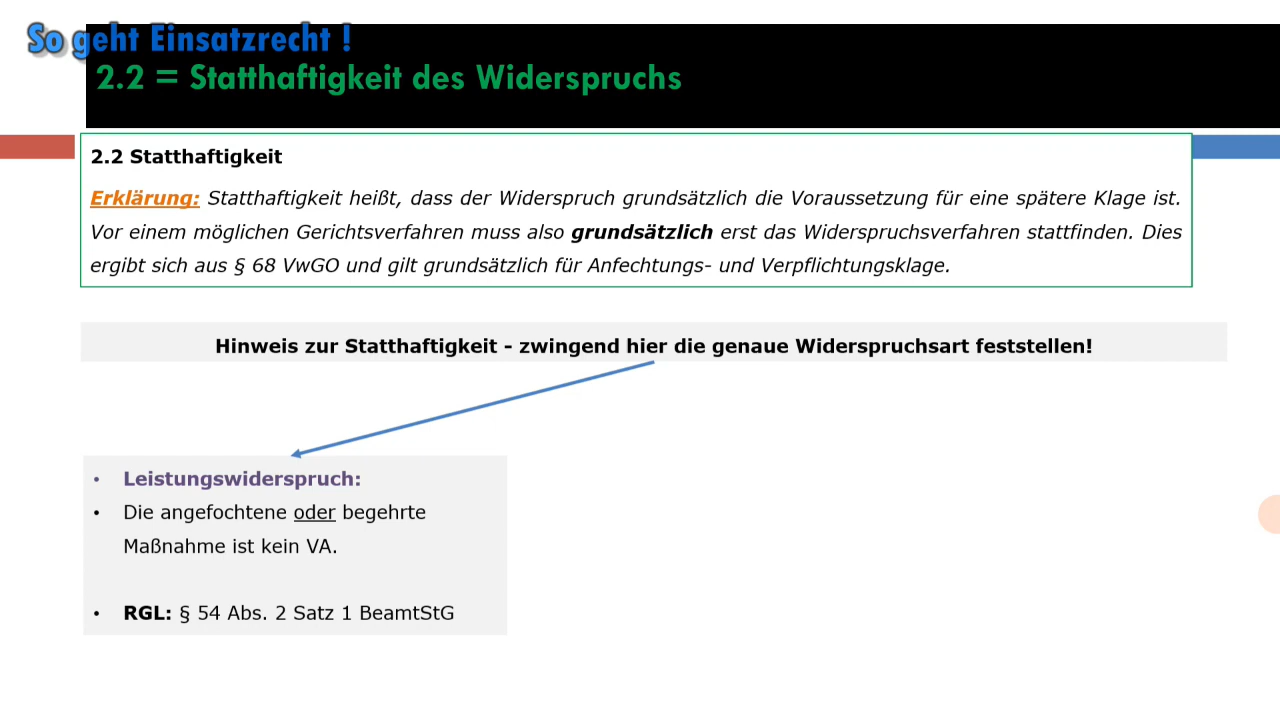 So geht Einsatzrecht !
2.2 = Statthaftigkeit des Widerspruchs
2.2 Statthaftigkeit
Erklärung: Statthaftigkeit heißt, dass der Widerspruch grundsätzlich die Voraussetzung für eine spätere Klage ist.
Vor einem möglichen Gerichtsverfahren muss also grundsätzlich erst das Widerspruchsverfahren stattfinden. Dies
ergibt sich aus § 68 VwGO und gilt grundsätzlich für Anfechtungs- und Verpflichtungsklage.
Hinweis zur Statthaftigkeit - zwingend hier die genaue Widerspruchsart feststellen!
• Leistungswiderspruch:
• Die angefochtene oder begehrte
Maßnahme ist kein VA.
• RGL: § 54 Abs. 2 Satz 1 BeamtStG